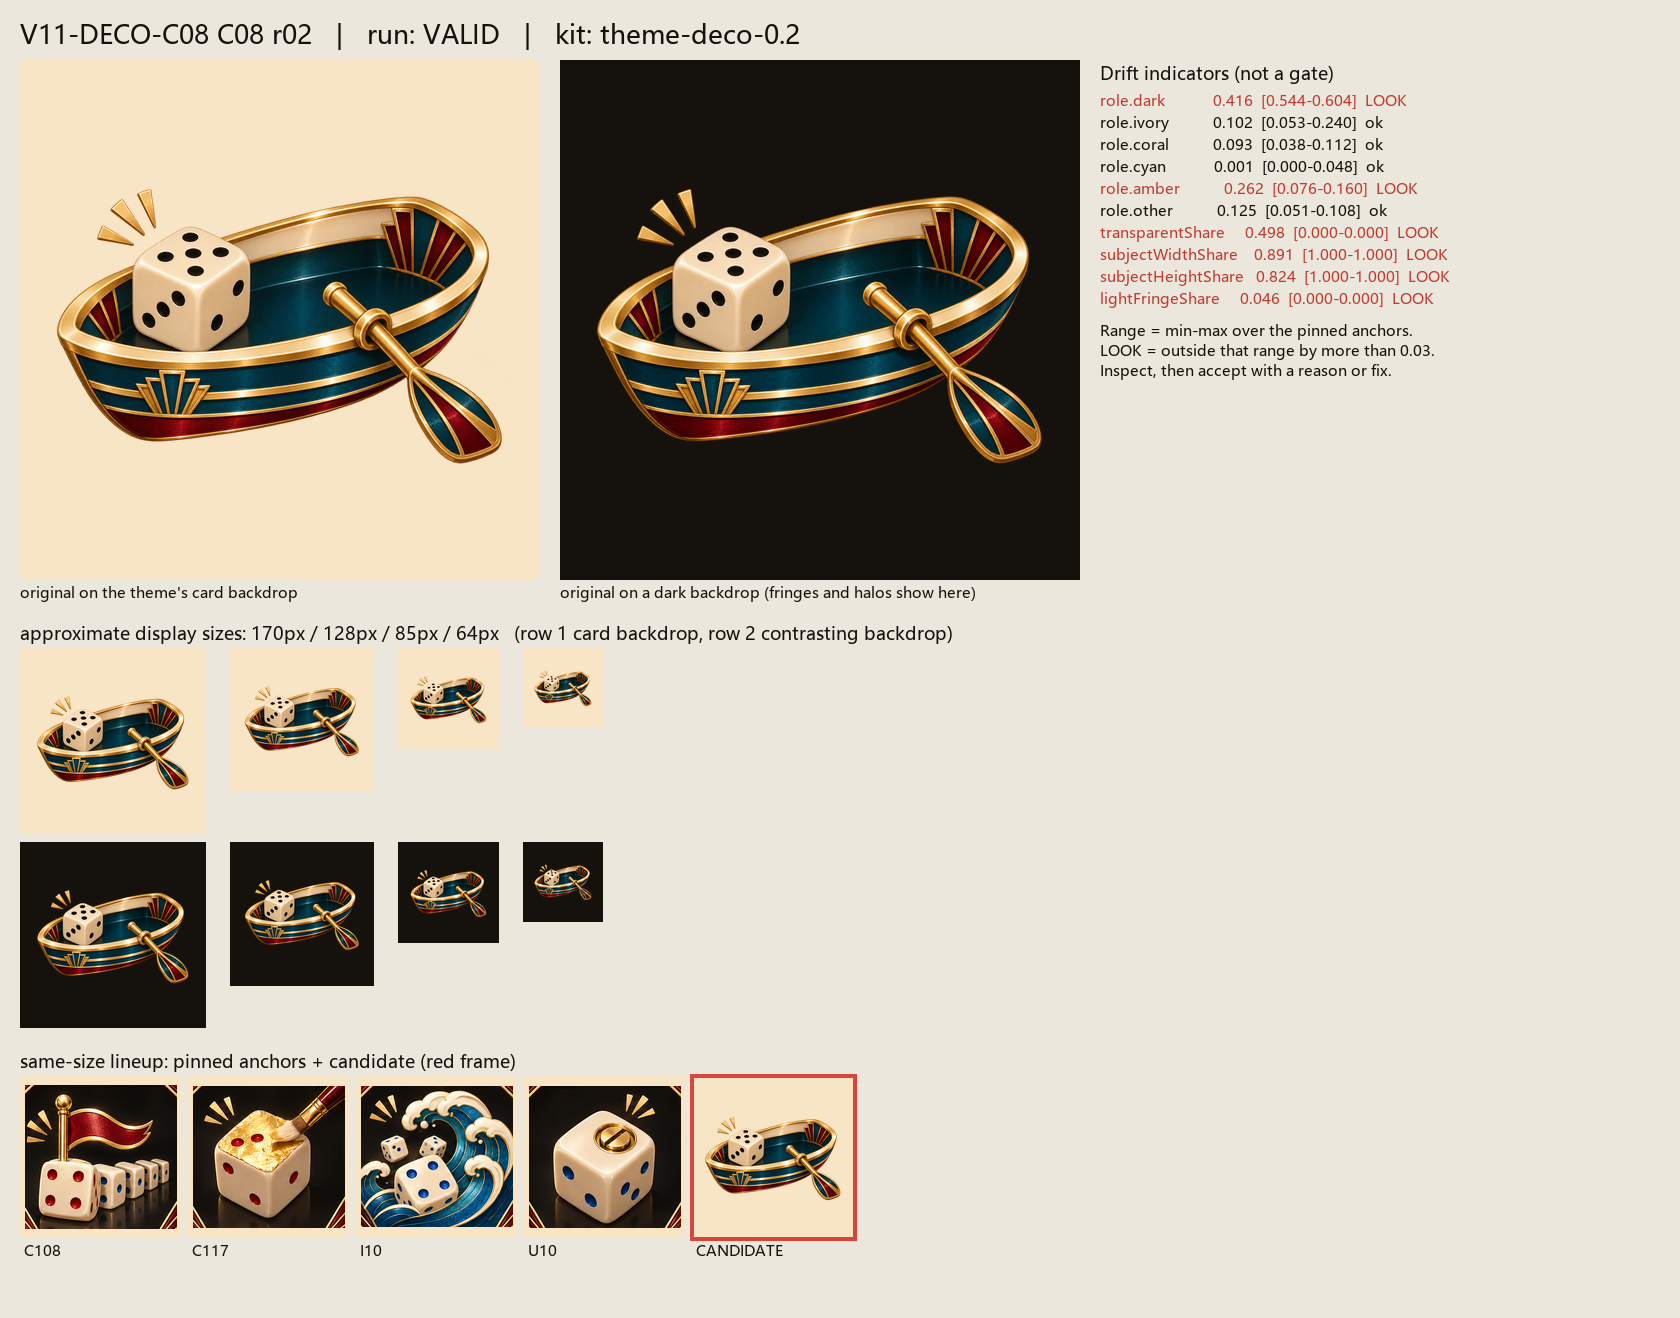 V11-DECO-C08 C08 r02   |   run: VALID   |   kit: theme-deco-0.2
Drift indicators (not a gate)
role.dark 0.416 [0.544-0.604] LOOK
role.ivory 0.102 [0.053-0.240] ok
role.coral 0.093 [0.038-0.112] ok
role.cyan 0.001 [0.000-0.048] ok
role.amber 0.262 [0.076-0.160] LOOK
role.other 0.125 [0.051-0.108] ok
transparentShare 0.498 [0.000-0.000] LOOK
subjectWidthShare 0.891 [1.000-1.000] LOOK
subjectHeightShare 0.824 [1.000-1.000] LOOK
lightFringeShare 0.046 [0.000-0.000] LOOK
Range = min-max over the pinned anchors.
LOOK = outside that range by more than 0.03.
Inspect, then accept with a reason or fix.
original on the theme's card backdrop
original on a dark backdrop (fringes and halos show here)
approximate display sizes: 170px / 128px / 85px / 64px   (row 1 card backdrop, row 2 contrasting backdrop)
same-size lineup: pinned anchors + candidate (red frame)
C108
C117
I10
U10
CANDIDATE